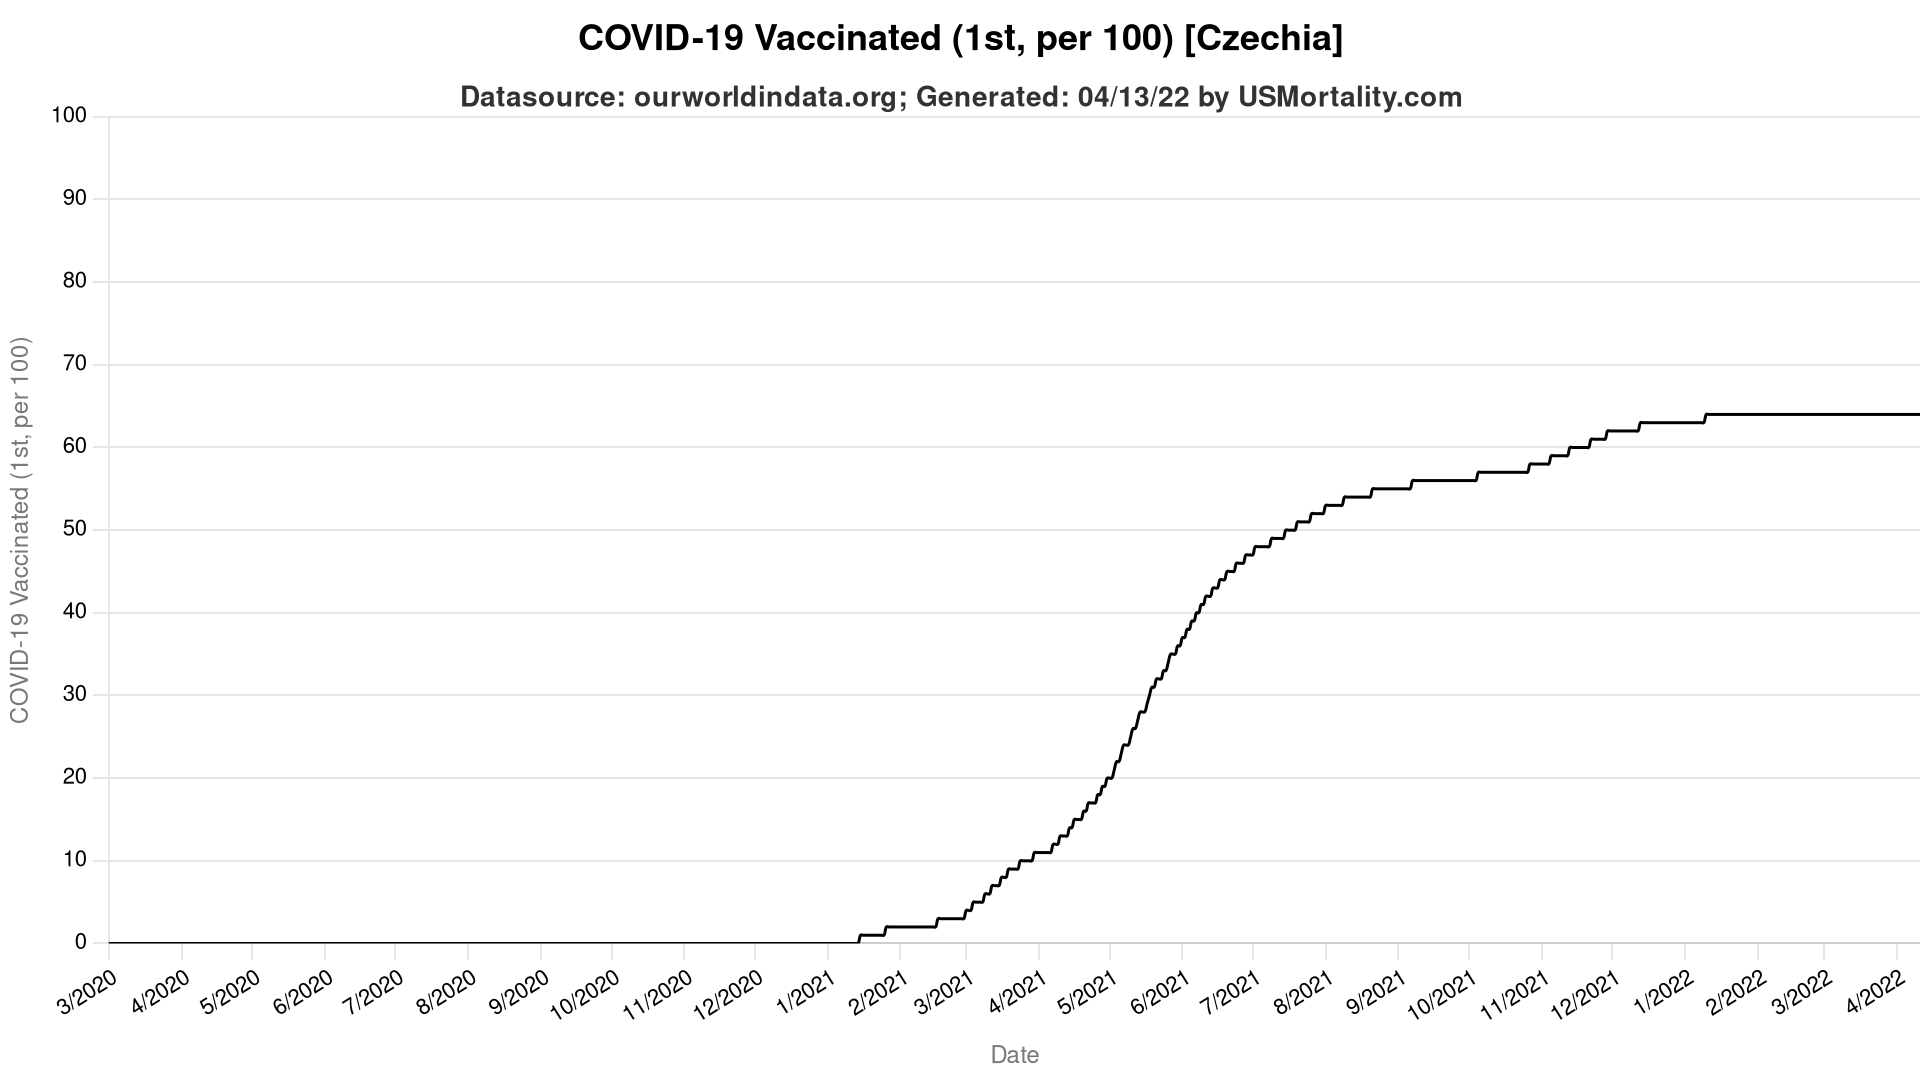 COVID-19 Vaccinated (1st, per 100) [Czechia]
Datasource: ourworldindata.org; Generated: 04/13/22 by USMortality.com
100
90
80
70
60
50
40
30
20
10
0
COVID-19 Vaccinated (1st, per 100)
3/2020 4/2020 5/2020 6/2020 7/2020 8/2020 9/2020 10/2020 11/2020 12/2020 1/2021 2/2021 3/2021 4/2021 5/2021 6/2021 7/2021 8/2021 9/2021 10/2021 11/2021 12/2021 1/2022 2/2022 3/2022 4/2022
Date